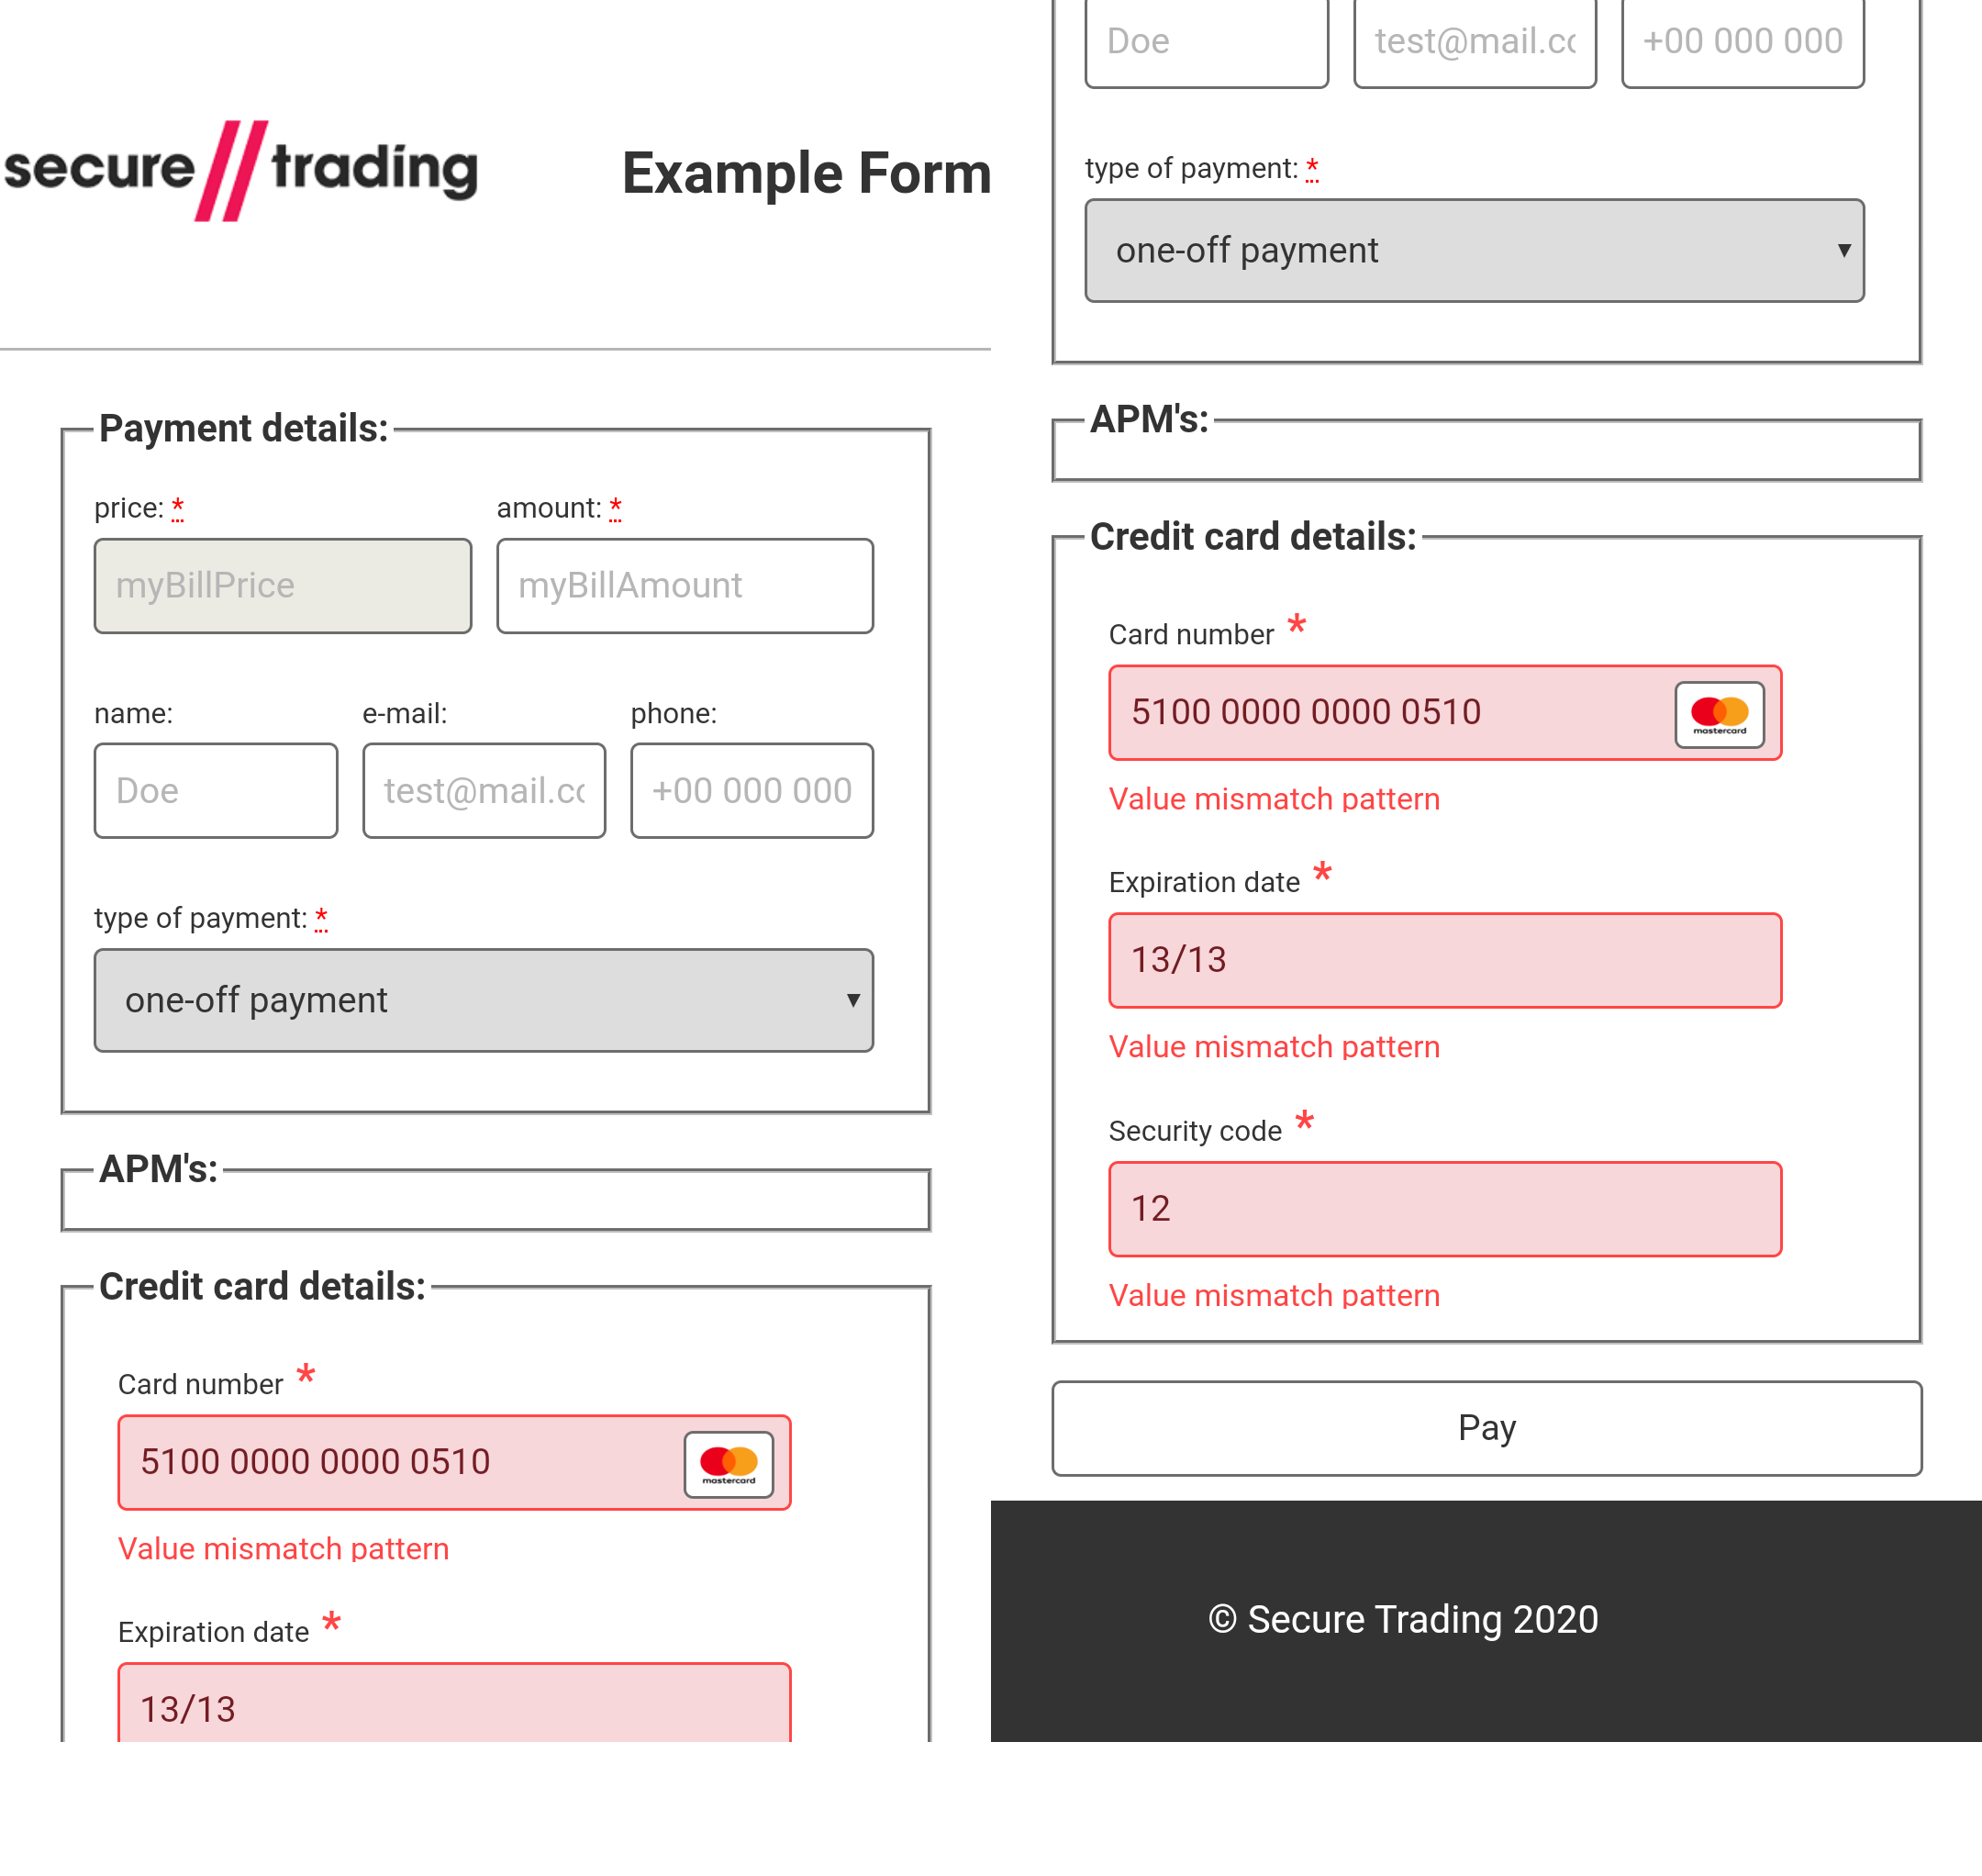 secure//trading
Example Form
Payment details:
price: *
amount: *
myBillPrice
myBillAmount
name:
e-mail:
phone:
Doe
test@mail.cc
+00 000 000
type of payment: *
one-off payment
APM's:
Credit card details:
Card number *
5100 0000 0000 0510
mastercard
Value mismatch pattern
Expiration date *
13/13
Doe
test@mail.cc
+00 000 000
type of payment: *
one-off payment
APM's:
Credit card details:
Card number *
5100 0000 0000 0510
mastercard
Value mismatch pattern
Expiration date *
13/13
Value mismatch pattern
Security code *
12
Value mismatch pattern
Pay
© Secure Trading 2020